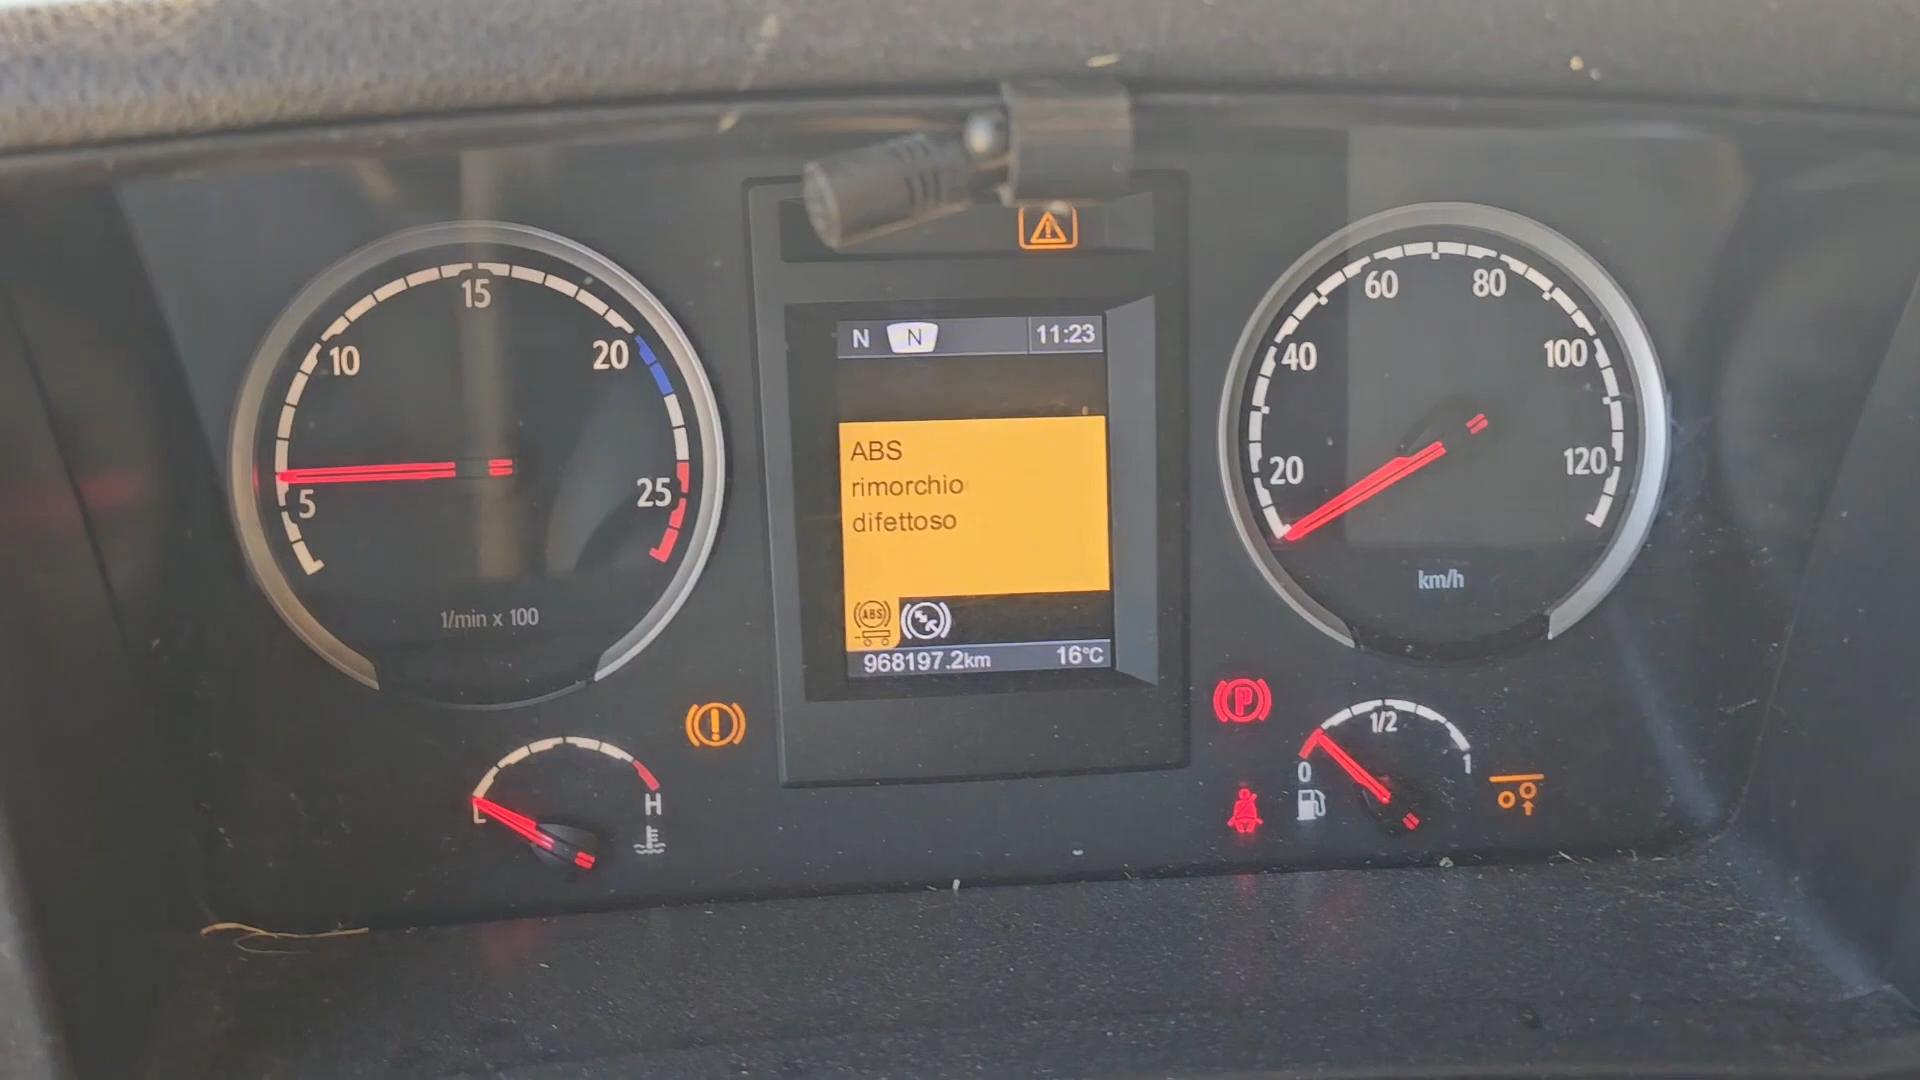 5
10
15
20
25
1/min x 100
H
N N 11:23
ABS
rimorchio
difettoso
ABS
968197.2km 16°C
20
40
60
80
100
120
km/h
P
0
1/2
1